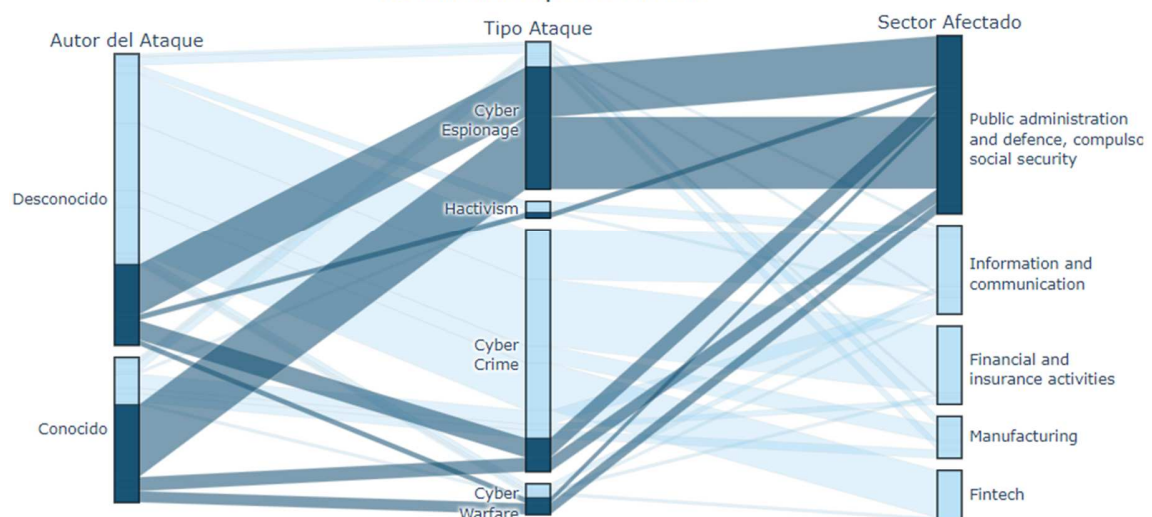 Autor del Ataque
Tipo Ataque
Sector Afectado
Desconocido
Conocido
Cyber
Espionage
Hactivism
Cyber
Crime
Cyber
Warfare
Public administration
and defence, compulsc
social security
Information and
communication
Financial and
insurance activities
Manufacturing
Fintech